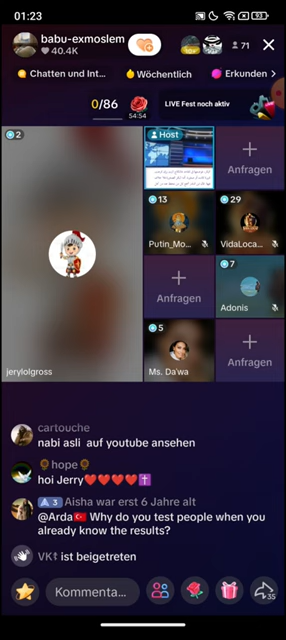 01:23
93
babu-exmoslem
40.4K
71
Chatten und Int...
Wöchentlich
Erkunden
0/86
54:54
LIVE Fest noch aktiv
2
Host
Anfragen
13
Putin_Mo...
29
VidaLoca...
Anfragen
7
Adonis
jerylolgross
5
Ms. Da'wa
Anfragen
cartouche
nabi asli auf youtube ansehen
🌻hope🌻
hoi Jerry❤️❤️❤️❤️✝️
3 Aisha war erst 6 Jahre alt
@Arda🇹🇷 Why do you test people when you
already know the results?
VK† ist beigetreten
Kommenta...
35